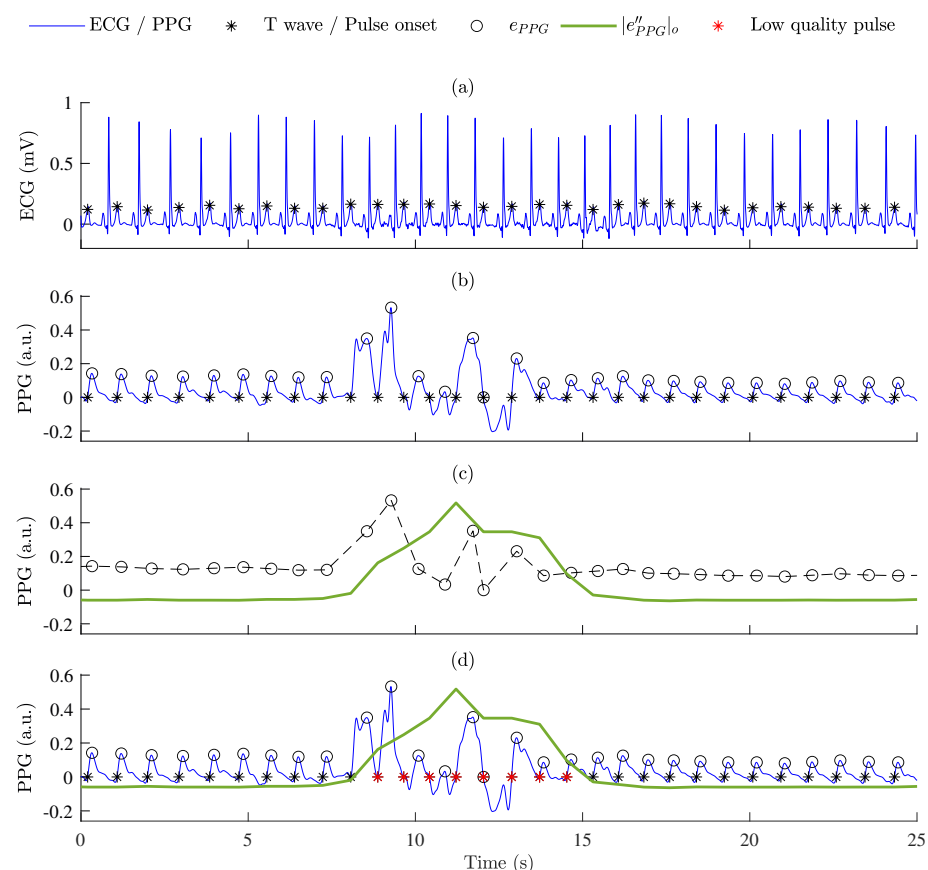 ECG / PPG T wave / Pulse onset e_PPG |e''_PPG|_o Low quality pulse
(a)
1
0.5
0
ECG (mV)
(b)
0.6
0.4
0.2
0
-0.2
PPG (a.u.)
(c)
0.6
0.4
0.2
0
-0.2
PPG (a.u.)
(d)
0.6
0.4
0.2
0
-0.2
PPG (a.u.)
0 5 10 15 20 25
Time (s)